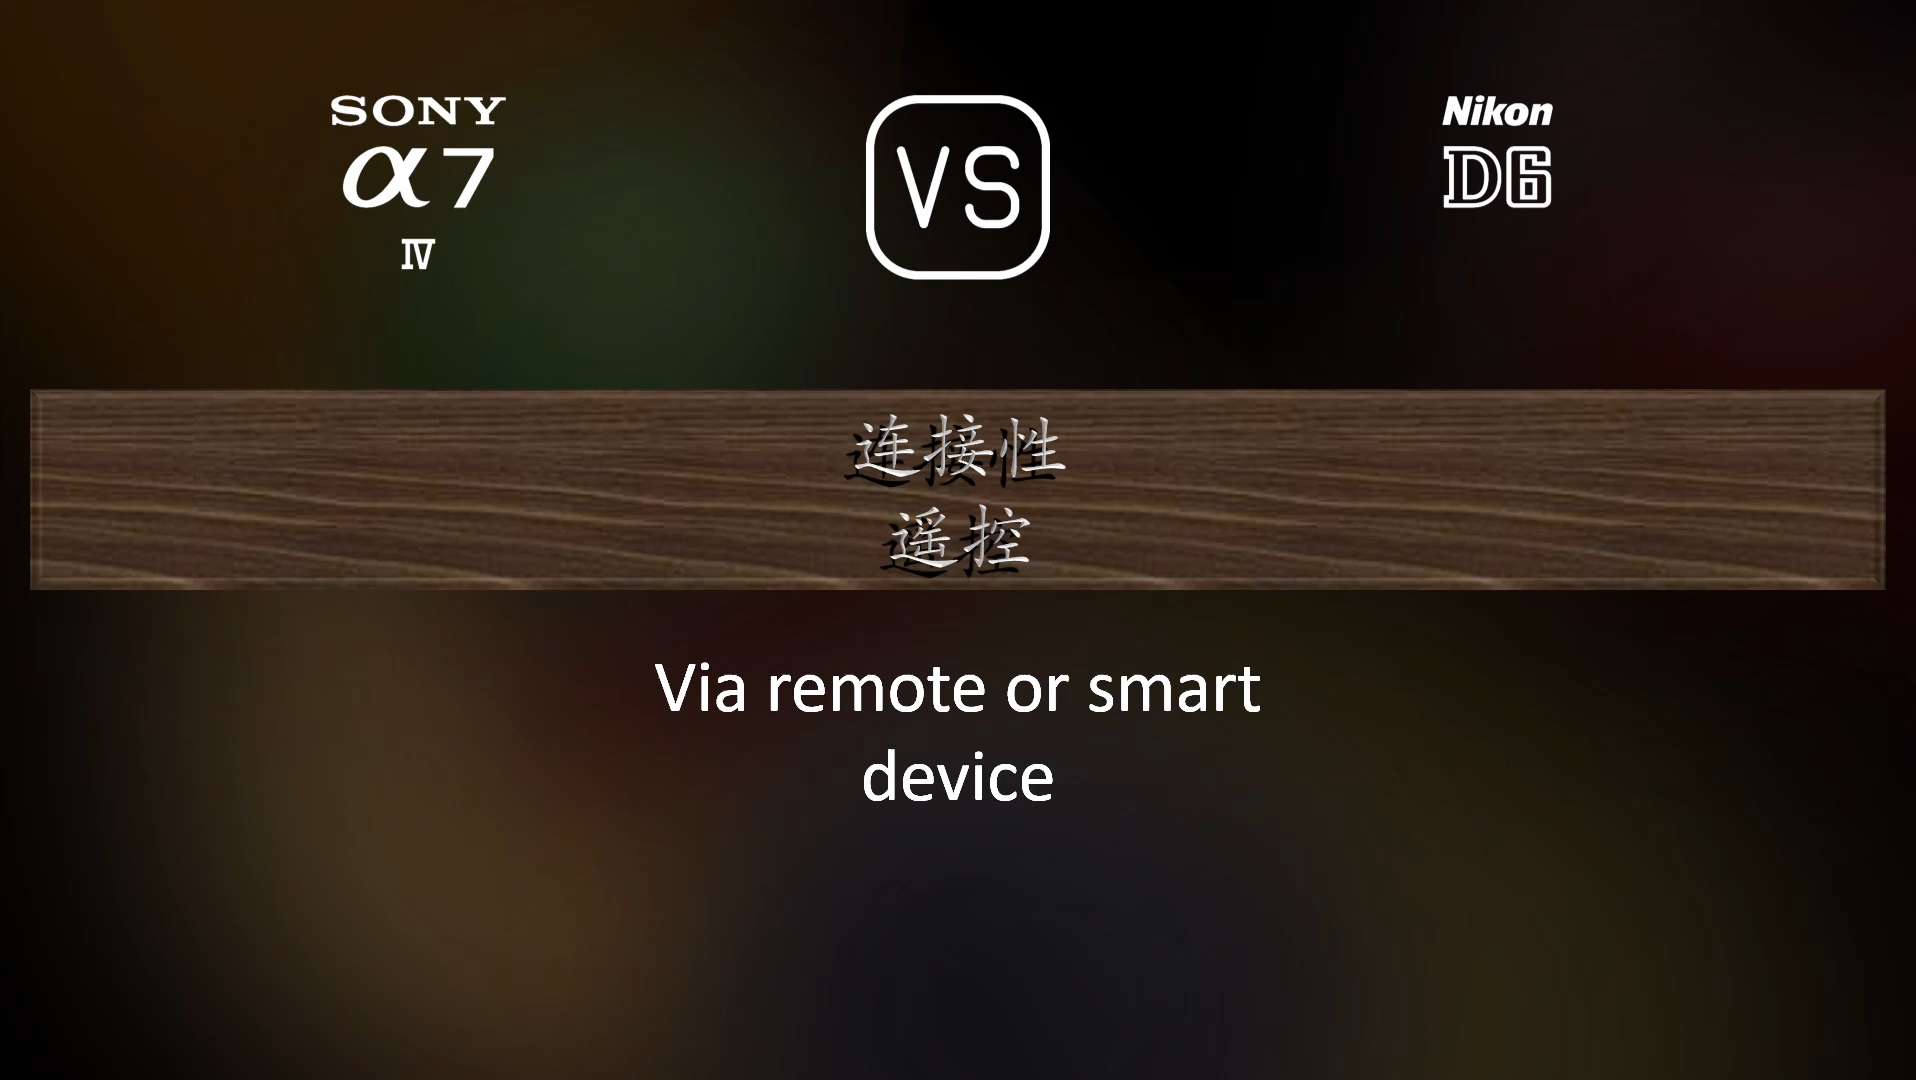 SONY
α7
IV
VS
Nikon
D6
连接性
遥控
Via remote or smart
device